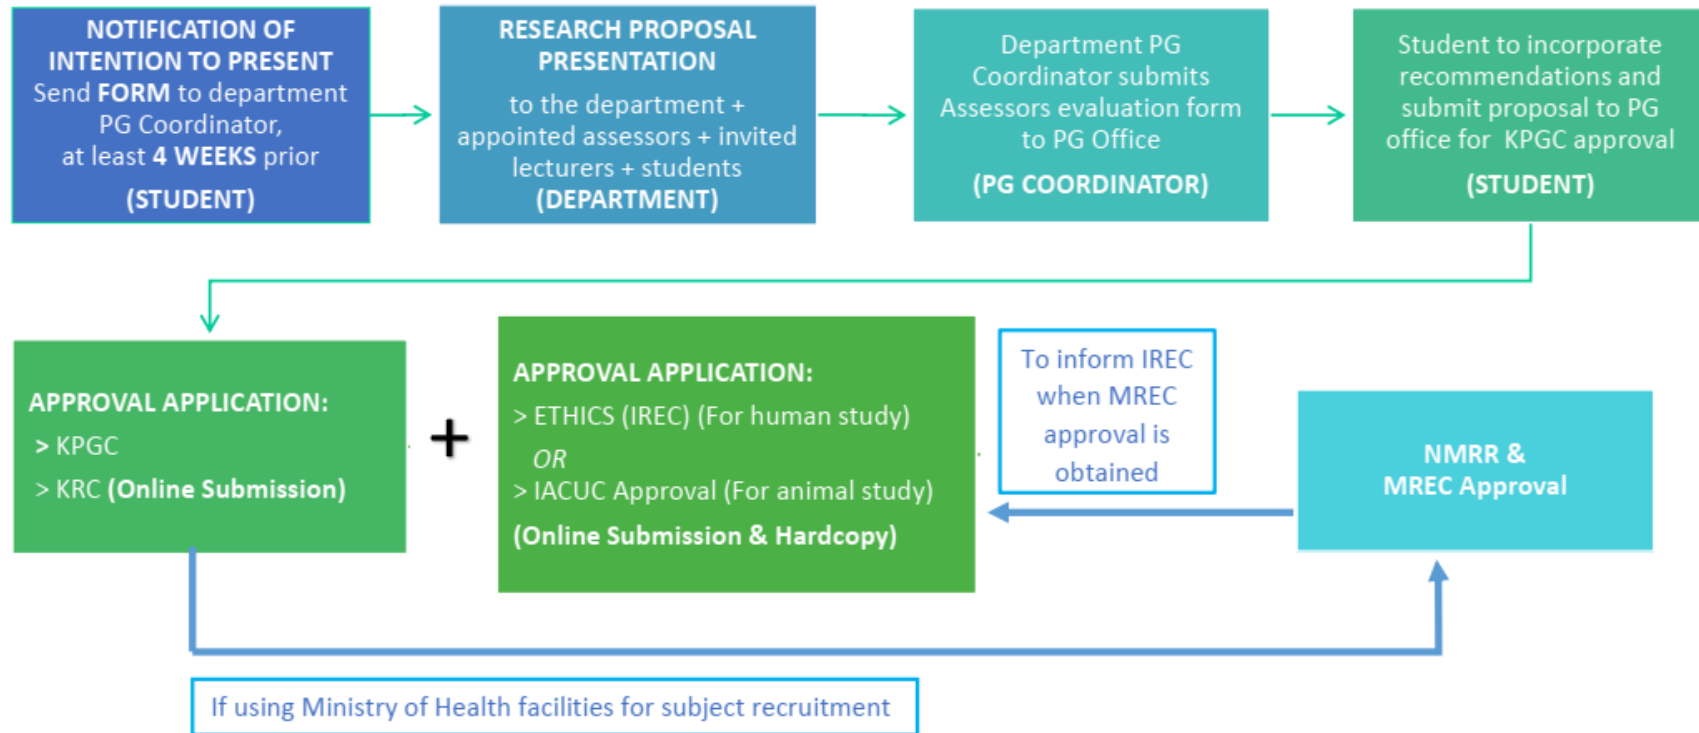 NOTIFICATION OF
INTENTION TO PRESENT
Send FORM to department
PG Coordinator,
at least 4 WEEKS prior
(STUDENT)
RESEARCH PROPOSAL
PRESENTATION
to the department +
appointed assessors + invited
lecturers + students
(DEPARTMENT)
Department PG
Coordinator submits
Assessors evaluation form
to PG Office
(PG COORDINATOR)
Student to incorporate
recommendations and
submit proposal to PG
office for KPGC approval
(STUDENT)
APPROVAL APPLICATION:
> KPGC
> KRC (Online Submission)
+
APPROVAL APPLICATION:
> ETHICS (IREC) (For human study)
OR
> IACUC Approval (For animal study)
(Online Submission & Hardcopy)
To inform IREC
when MREC
approval is
obtained
NMRR &
MREC Approval
If using Ministry of Health facilities for subject recruitment